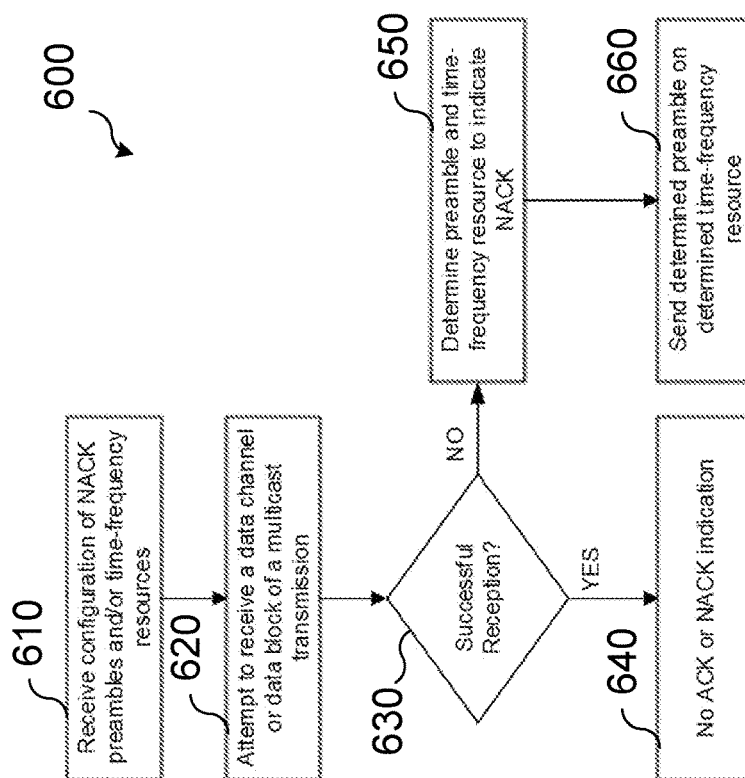 600
610
Receive configuration of NACK
preambles and/or time-frequency
resources
620
Attempt to receive a data channel
or data block of a multicast
transmission
630
Successful
Reception?
NO
YES
640
No ACK or NACK indication
650
Determine preamble and time-
frequency resource to indicate
NACK
660
Send determined preamble on
determined time-frequency
resource